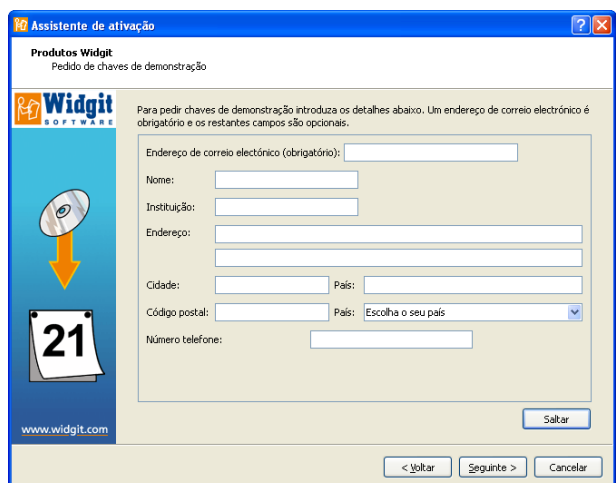 Assistente de ativação
Produtos Widgit
Pedido de chaves de demonstração
Widgit
SOFTWARE
Para pedir chaves de demonstração introduza os detalhes abaixo. Um endereço de correio electrónico é
obrigatório e os restantes campos são opcionais.
Endereço de correio electónico (obrigatório):
Nome:
Instituição:
Endereço:
Cidade: País:
Código postal: País: Escolha o seu país
Número telefone:
21
www.widgit.com
Saltar
< Voltar Seguinte > Cancelar